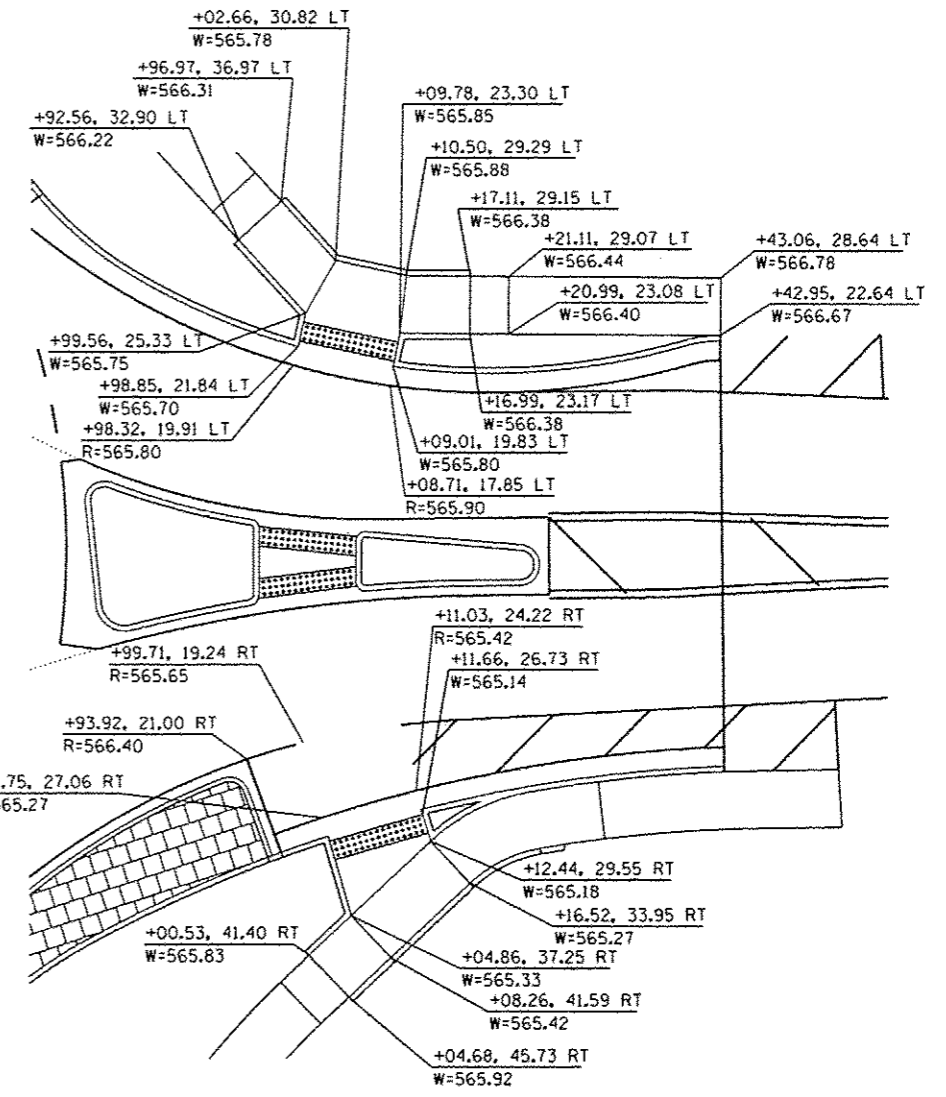 +02.66, 30.82 LT
W=565.78
+96.97, 36.97 LT
W=566.31
+92.56, 32.90 LT
W=566.22
+09.78, 23.30 LT
W=565.85
+10.50, 29.29 LT
W=565.88
+17.11, 29.15 LT
W=566.38
+21.11, 29.07 LT
W=566.44
+43.06, 28.64 LT
W=566.78
+20.99, 23.08 LT
W=566.40
+42.95, 22.64 LT
W=566.67
+99.56, 25.33 LT
W=565.75
+98.85, 21.84 LT
W=565.70
+98.32, 19.91 LT
R=565.80
+16.99, 23.17 LT
W=566.38
+09.01, 19.83 LT
W=565.80
+08.71, 17.85 LT
R=565.90
+11.03, 24.22 RT
R=565.42
+11.66, 26.73 RT
W=565.14
+99.71, 19.24 RT
R=565.65
+93.92, 21.00 RT
R=566.40
.75, 27.06 RT
65.27
+12.44, 29.55 RT
W=565.18
+16.52, 33.95 RT
W=565.27
+00.53, 41.40 RT
W=565.83
+04.86, 37.25 RT
W=565.33
+08.26, 41.59 RT
W=565.42
+04.68, 45.73 RT
W=565.92